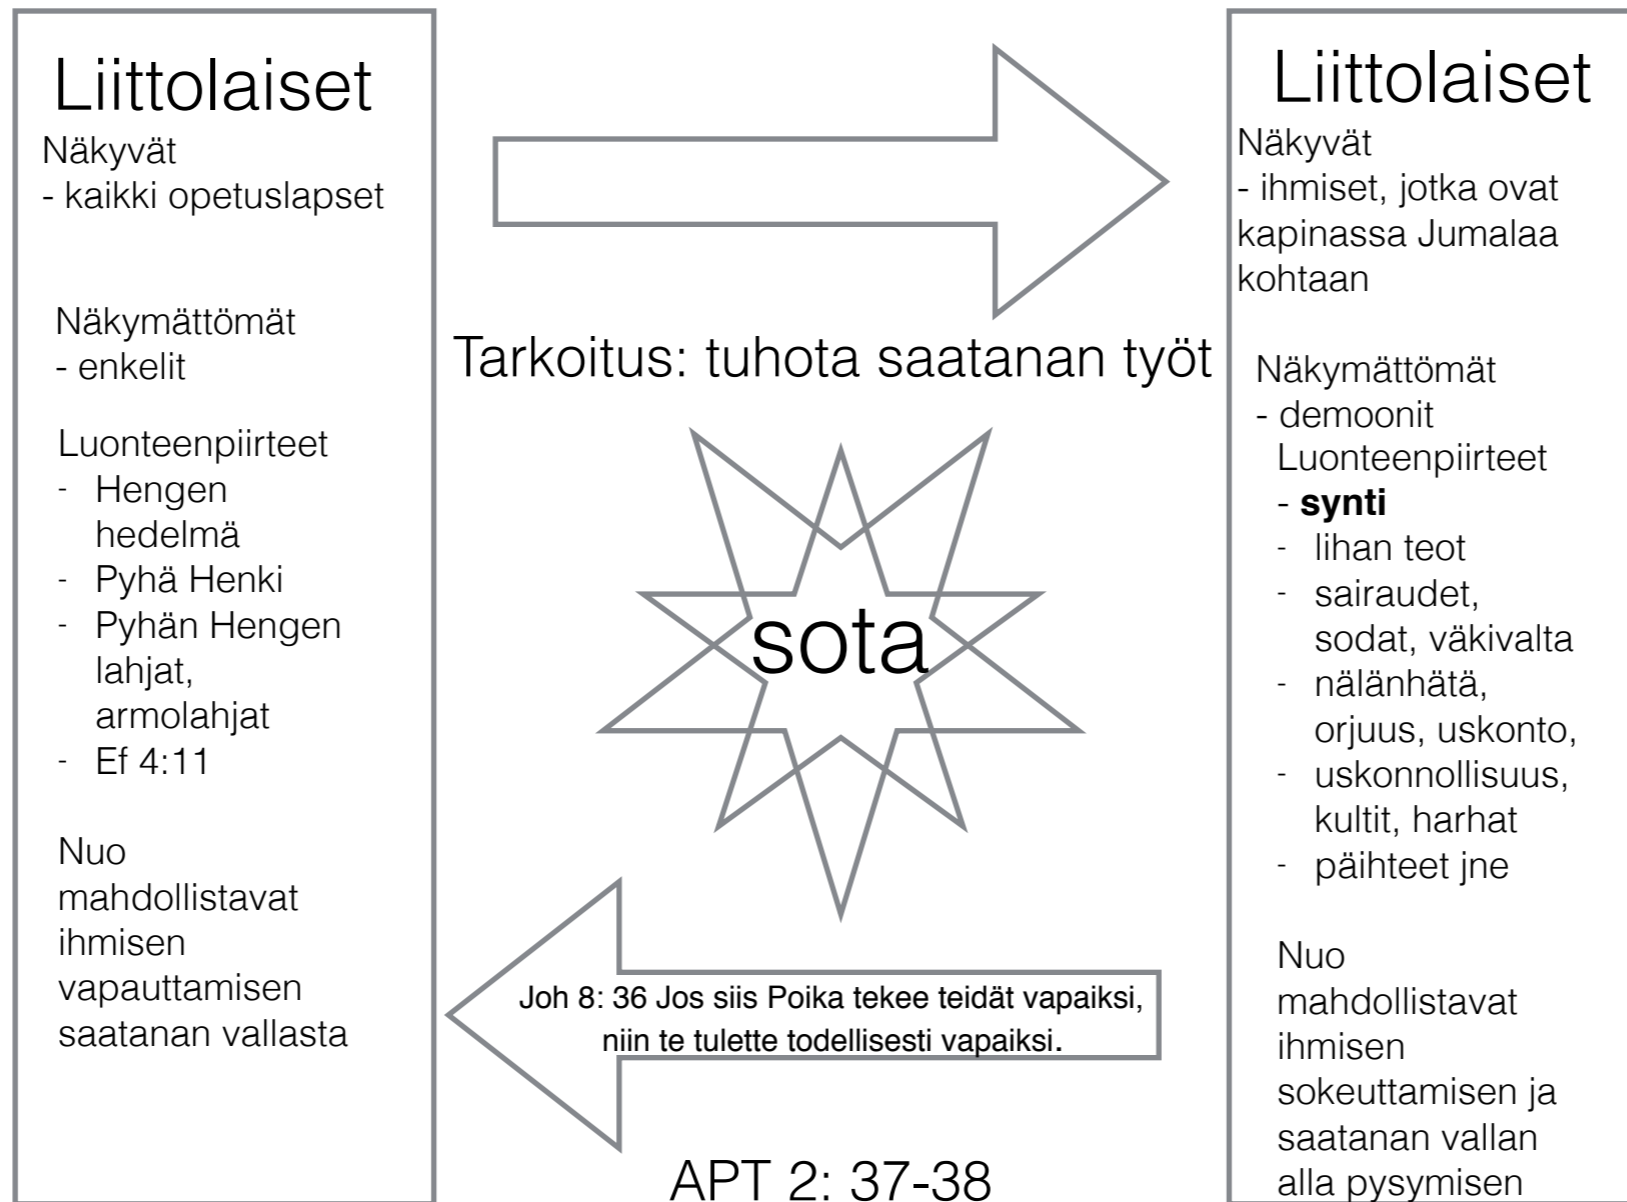 Liittolaiset
Näkyvät
- kaikki opetuslapset
Näkymättömät
- enkelit
Luonteenpiirteet
- Hengen
hedelmä
- Pyhä Henki
- Pyhän Hengen
lahjat,
armolahjat
- Ef 4:11
Nuo
mahdollistavat
ihmisen
vapauttamisen
saatanan vallasta
Tarkoitus: tuhota saatanan työt
sota
Joh 8: 36 Jos siis Poika tekee teidät vapaiksi,
niin te tulette todellisesti vapaiksi.
APT 2: 37-38
Liittolaiset
Näkyvät
- ihmiset, jotka ovat
kapinassa Jumalaa
kohtaan
Näkymättömät
- demoonit
Luonteenpiirteet
- synti
- lihan teot
- sairaudet,
sodat, väkivalta
- nälänhätä,
orjuus, uskonto,
- uskonnollisuus,
kultit, harhat
- päihteet jne
Nuo
mahdollistavat
ihmisen
sokeuttamisen ja
saatanan vallan
alla pysymisen